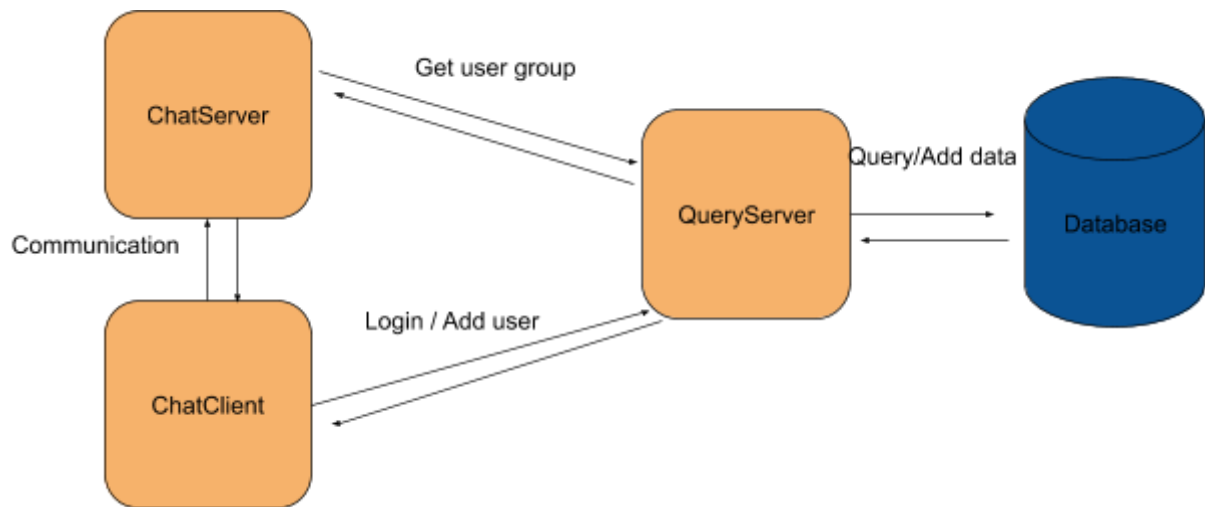 ChatServer
Get user group
QueryServer
Query/Add data
Database
Communication
ChatClient
Login / Add user